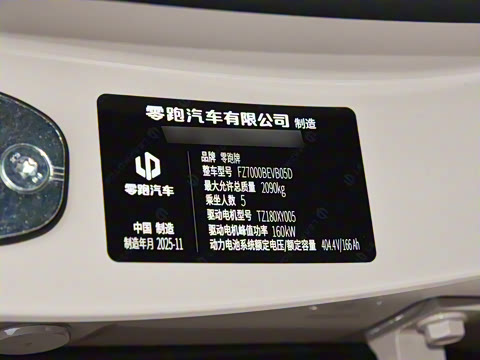 零跑汽车有限公司 制造
品牌 零跑牌
整车型号 FZ7000BEVB05D
最大允许总质量 2090kg
乘坐人数 5
驱动电机型号 TZ180XY005
驱动电机峰值功率 160kW
动力电池系统额定电压/额定容量 404.4V/166Ah
零跑汽车
中国 制造
制造年月 2025-11